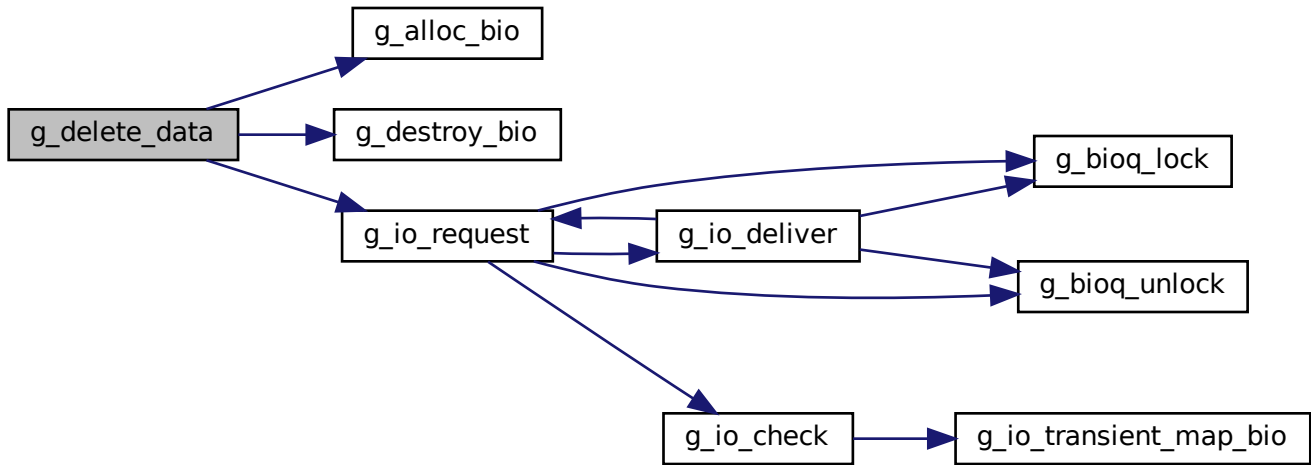 g_alloc_bio
g_delete_data
g_destroy_bio
g_bioq_lock
g_io_request
g_io_deliver
g_bioq_unlock
g_io_check
g_io_transient_map_bio